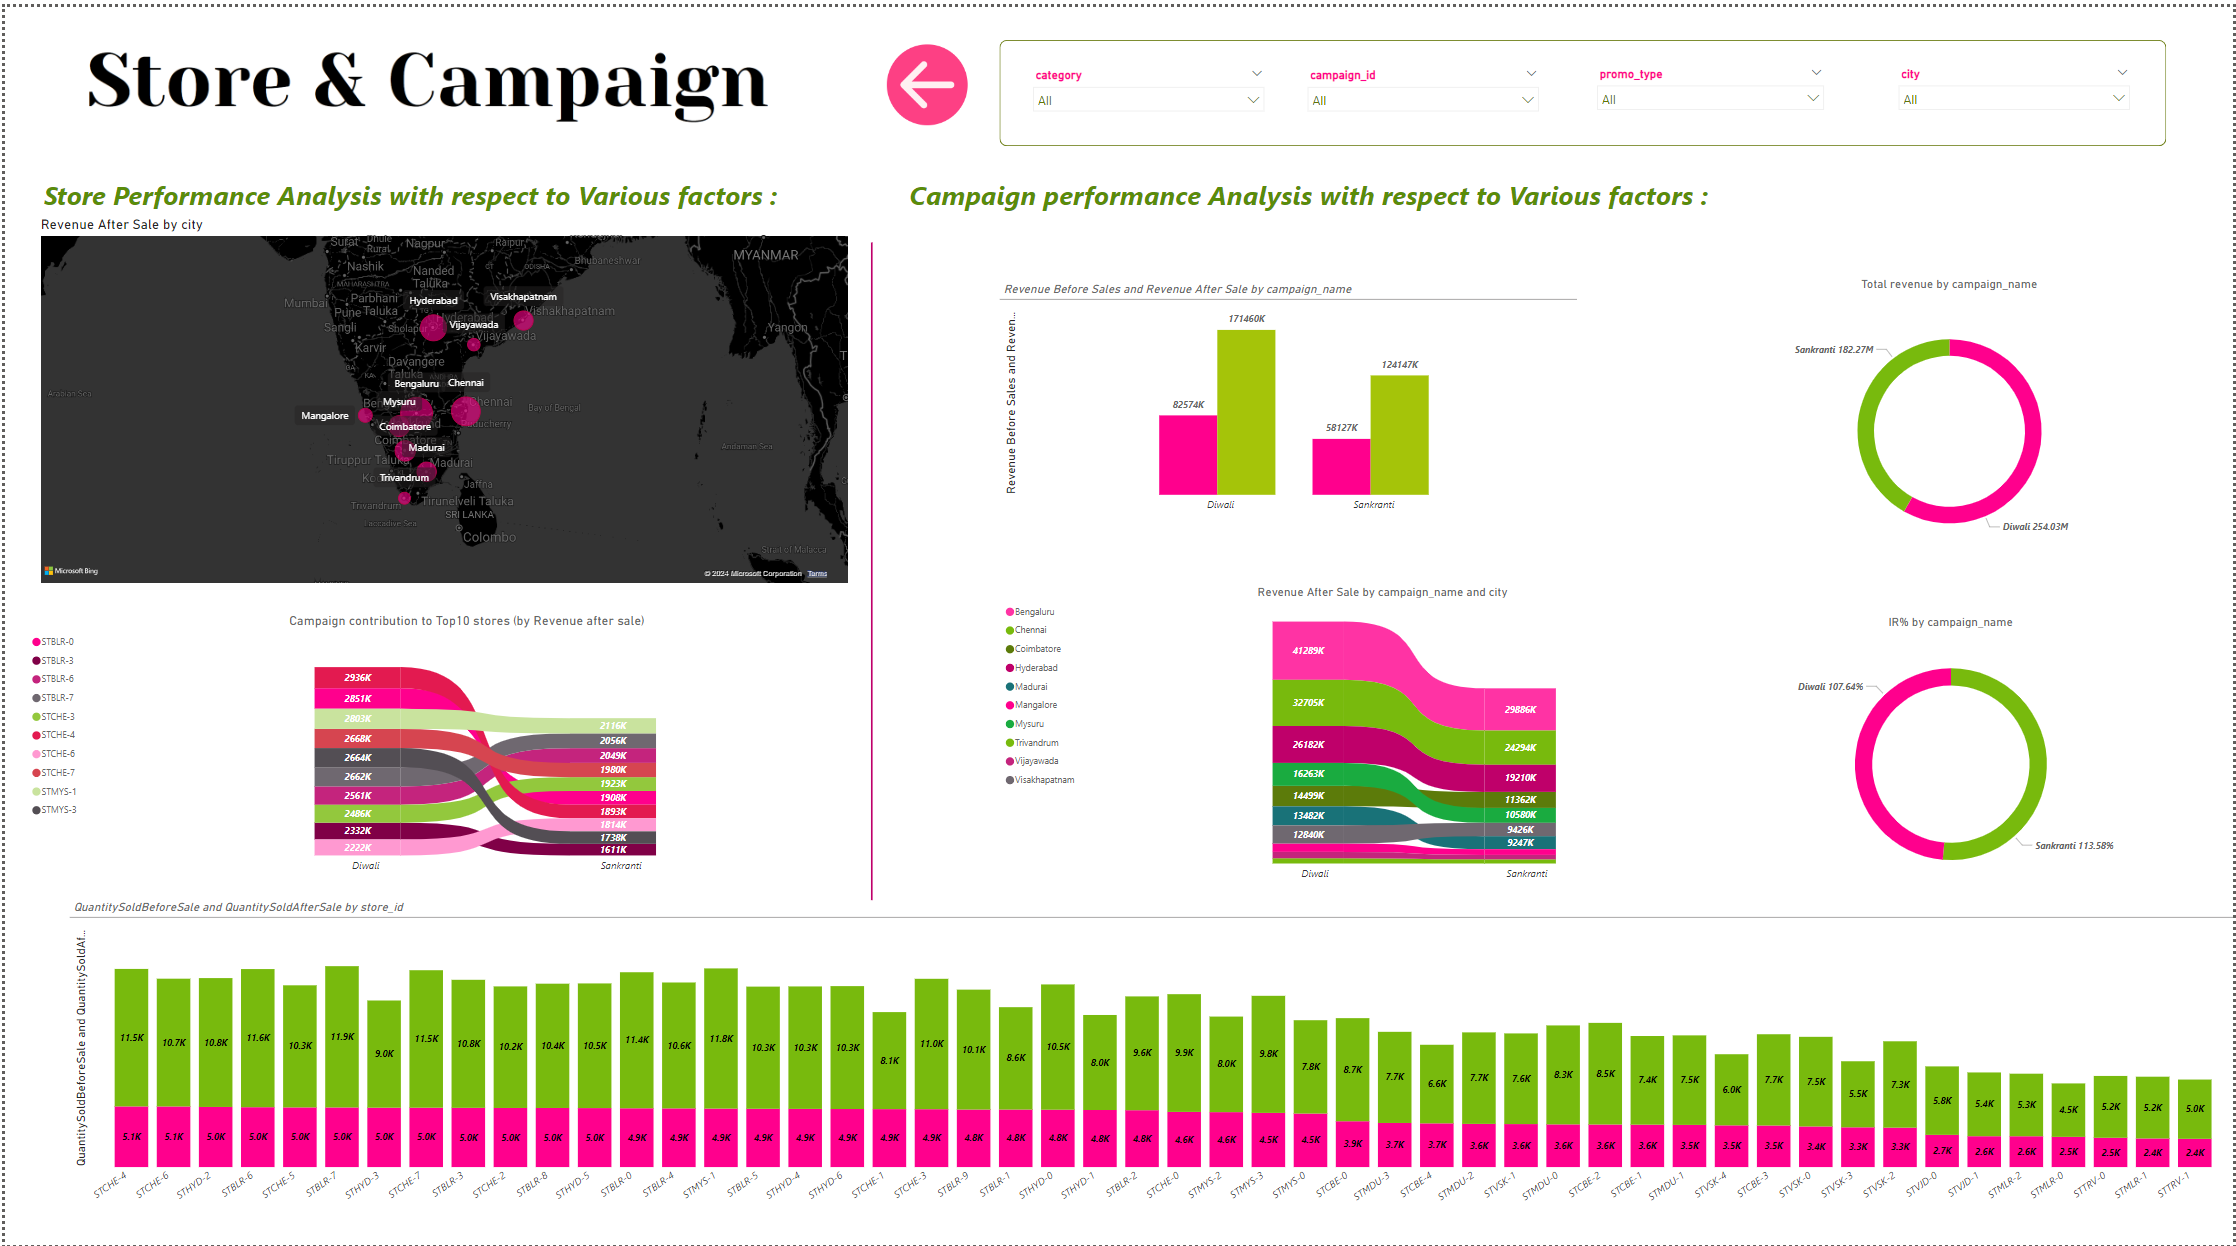 Store & Campaign
category
All
campaign_id
All
promo_type
All
city
All
Store Performance Analysis with respect to Various factors :
Campaign performance Analysis with respect to Various factors :
Revenue After Sale by city
Surat
Dhule
Rural
Nagpur
Raipur
Bhubaneshwar
ODISHA
Nashik
Nanded
Taluka
MAHARASHTRA
Mumbai
Parbhani
Taluka
Pune
Sangli
Sholapur
Hyderabad
Hyderabad
Visakhapatnam
Vishakhapatnam
Vijayawada
Vijayawada
Karvir
Davangere
Taluka
KA
Bengaluru
Chennai
Chennai
Mysuru
Mangalore
Coimbatore
Coimbatore
Puducherry
Madurai
Madurai
Tiruppur Taluka
Trivandrum
Trivandrum
Tirunelveli Taluka
Jaffna
SRI LANKA
Colombo
Laccadive Sea
Arabian Sea
Bay of Bengal
Andaman Sea
MYANMAR
Yangon
Strait of Malacca
Microsoft Bing
© 2024 Microsoft Corporation Terms
Revenue Before Sales and Revenue After Sale by campaign_name
Revenue Before Sales and Reven...
82574K
171460K
58127K
124147K
Diwali
Sankranti
Total revenue by campaign_name
Sankranti 182.27M
Diwali 254.03M
Campaign contribution to Top10 stores (by Revenue after sale)
STBLR-0
STBLR-3
STBLR-6
STBLR-7
STCHE-3
STCHE-4
STCHE-6
STCHE-7
STMYS-1
STMYS-3
2936K
2851K
2803K
2668K
2664K
2662K
2561K
2486K
2332K
2222K
2116K
2056K
2049K
1980K
1923K
1908K
1893K
1814K
1738K
1611K
Diwali
Sankranti
Revenue After Sale by campaign_name and city
Bengaluru
Chennai
Coimbatore
Hyderabad
Madurai
Mangalore
Mysuru
Trivandrum
Vijayawada
Visakhapatnam
41289K
32705K
26182K
16263K
14499K
13482K
12840K
29886K
24294K
19210K
11362K
10580K
9426K
9247K
Diwali
Sankranti
IR% by campaign_name
Diwali 107.64%
Sankranti 113.58%
QuantitySoldBeforeSale and QuantitySoldAfterSale by store_id
QuantitySoldBeforeSale and QuantitySoldAf...
11.5K 10.7K 10.8K 11.6K 10.3K 11.9K 9.0K 11.5K 10.8K 10.2K 10.4K 10.5K 11.4K 10.6K 11.8K 10.3K 10.3K 10.3K 8.1K 11.0K 10.1K 8.6K 10.5K 8.0K 9.6K 9.9K 8.0K 9.8K 7.8K 8.7K 7.7K 6.6K 7.7K 7.6K 8.3K 8.5K 7.4K 7.5K 6.0K 7.7K 7.5K 5.5K 7.3K 5.8K 5.4K 5.3K 4.5K 5.2K 5.2K 5.0K
5.1K 5.1K 5.0K 5.0K 5.0K 5.0K 5.0K 5.0K 5.0K 5.0K 5.0K 5.0K 4.9K 4.9K 4.9K 4.9K 4.9K 4.9K 4.9K 4.9K 4.8K 4.8K 4.8K 4.8K 4.8K 4.6K 4.6K 4.5K 4.5K 3.9K 3.7K 3.7K 3.6K 3.6K 3.6K 3.6K 3.6K 3.5K 3.5K 3.5K 3.4K 3.3K 3.3K 2.7K 2.6K 2.6K 2.5K 2.5K 2.4K 2.4K
STCHE-4 STCHE-6 STHYD-2 STBLR-6 STCHE-5 STBLR-7 STHYD-3 STCHE-7 STBLR-3 STCHE-2 STBLR-8 STHYD-5 STBLR-0 STBLR-4 STMYS-1 STBLR-5 STHYD-4 STHYD-6 STCHE-1 STCHE-3 STBLR-9 STBLR-1 STHYD-0 STHYD-1 STBLR-2 STCHE-0 STMYS-2 STMYS-3 STMYS-0 STCBE-0 STMDU-3 STCBE-4 STMDU-2 STVSK-1 STMDU-0 STCBE-2 STCBE-1 STMDU-1 STVSK-4 STCBE-3 STVSK-0 STVSK-3 STVSK-2 STVJD-0 STVJD-1 STMLR-2 STMLR-0 STTRV-0 STMLR-1 STTRV-1